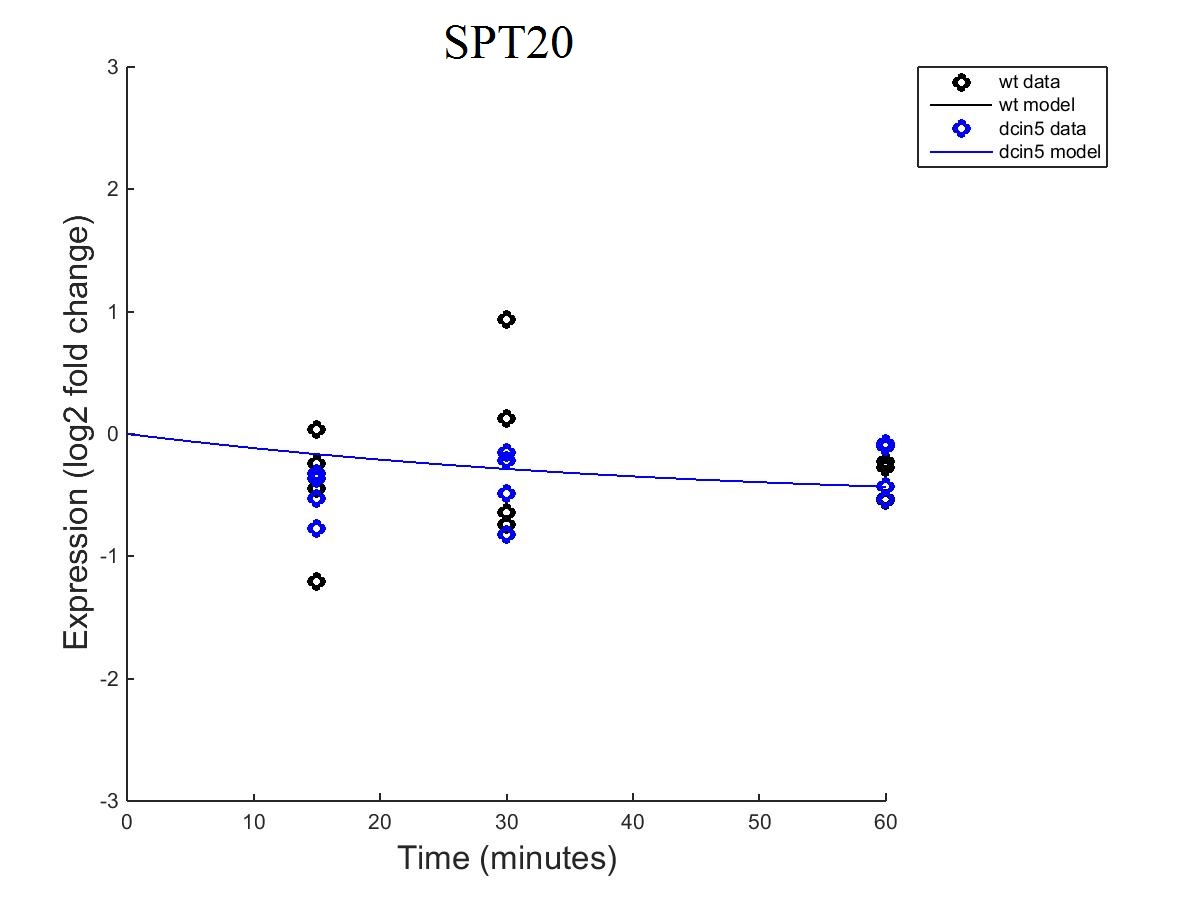 SPT20
3
2
1
0
-1
-2
-3
Expression (log2 fold change)
0 10 20 30 40 50 60
Time (minutes)
wt data
wt model
dcin5 data
dcin5 model